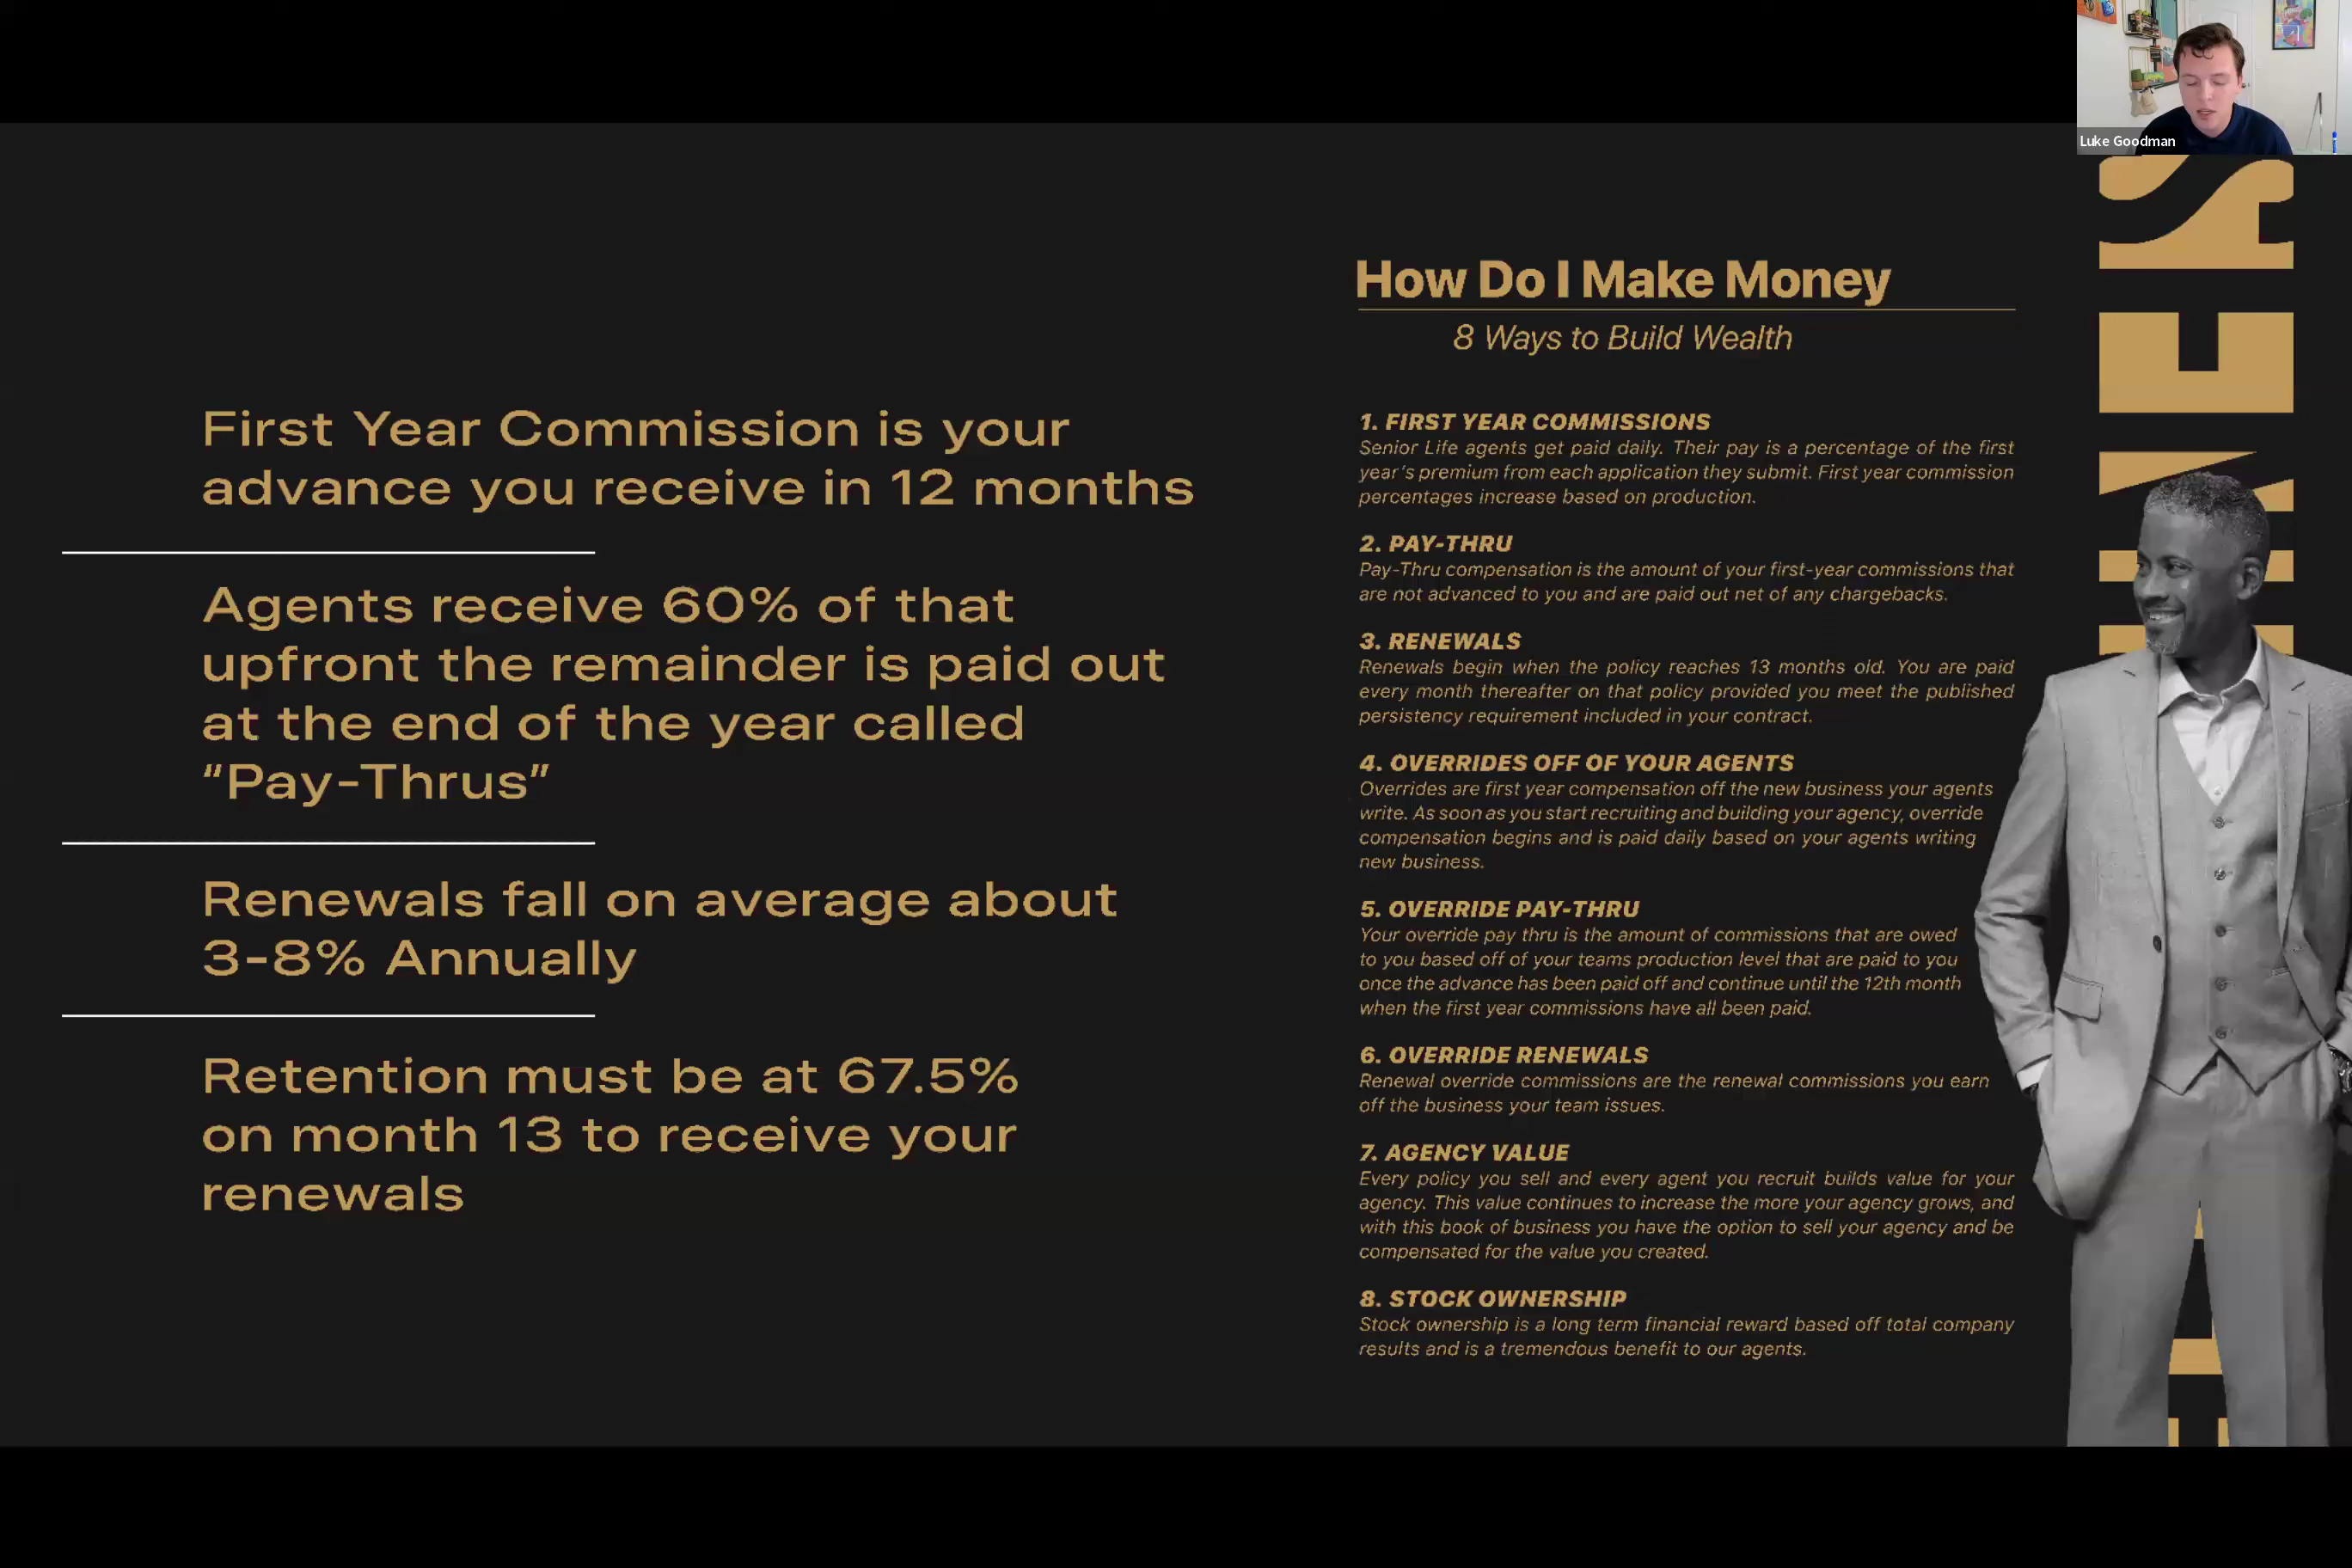 Luke Goodman
First Year Commission is your
advance you receive in 12 months
Agents receive 60% of that
upfront the remainder is paid out
at the end of the year called
“Pay-Thrus”
Renewals fall on average about
3-8% Annually
Retention must be at 67.5%
on month 13 to receive your
renewals
How Do I Make Money
8 Ways to Build Wealth
1. FIRST YEAR COMMISSIONS
Senior Life agents get paid daily. Their pay is a percentage of the first
year's premium from each application they submit. First year commission
percentages increase based on production.
2. PAY-THRU
Pay-Thru compensation is the amount of your first-year commissions that
are not advanced to you and are paid out net of any chargebacks.
3. RENEWALS
Renewals begin when the policy reaches 13 months old. You are paid
every month thereafter on that policy provided you meet the published
persistency requirement included in your contract.
4. OVERRIDES OFF OF YOUR AGENTS
Overrides are first year compensation off the new business your agents
write. As soon as you start recruiting and building your agency, override
compensation begins and is paid daily based on your agents writing
new business.
5. OVERRIDE PAY-THRU
Your override pay thru is the amount of commissions that are owed
to you based off of your teams production level that are paid to you
once the advance has been paid off and continue until the 12th month
when the first year commissions have all been paid.
6. OVERRIDE RENEWALS
Renewal override commissions are the renewal commissions you earn
off the business your team issues.
7. AGENCY VALUE
Every policy you sell and every agent you recruit builds value for your
agency. This value continues to increase the more your agency grows, and
with this book of business you have the option to sell your agency and be
compensated for the value you created.
8. STOCK OWNERSHIP
Stock ownership is a long term financial reward based off total company
results and is a tremendous benefit to our agents.